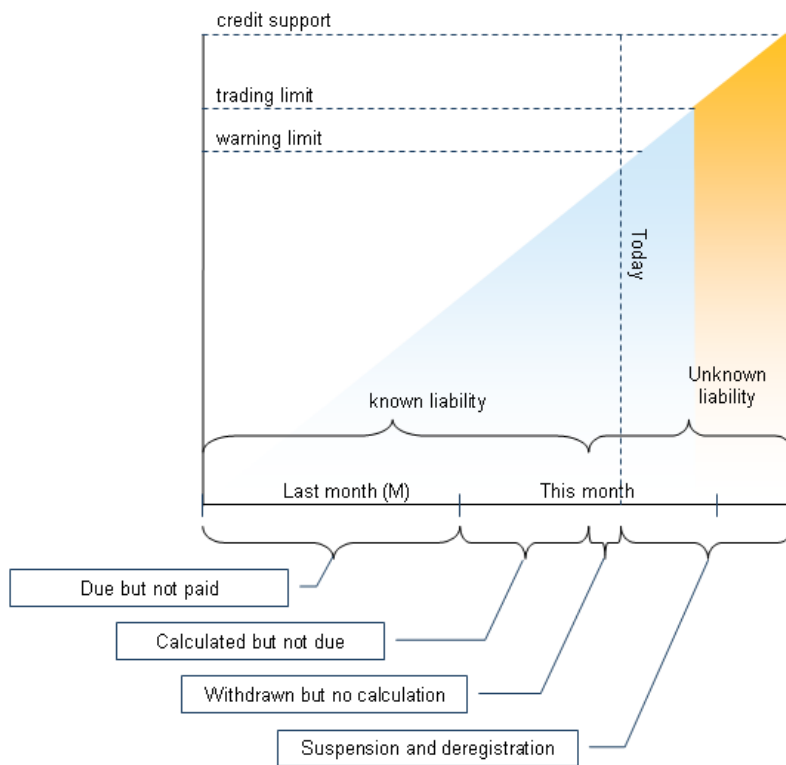 credit support
trading limit
warning limit
Today
Unknown
liability
known liability
Last month (M)
This month
Due but not paid
Calculated but not due
Withdrawn but no calculation
Suspension and deregistration